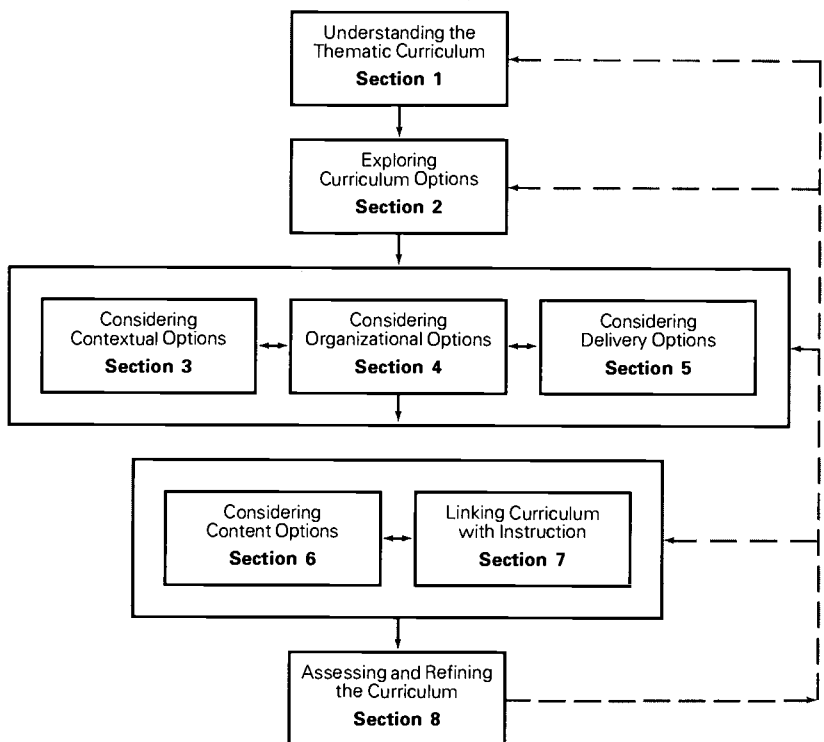 Understanding the
Thematic Curriculum
Section 1
Exploring
Curriculum Options
Section 2
Considering
Contextual Options
Section 3
Considering
Organizational Options
Section 4
Considering
Delivery Options
Section 5
Considering
Content Options
Section 6
Linking Curriculum
with Instruction
Section 7
Assessing and Refining
the Curriculum
Section 8